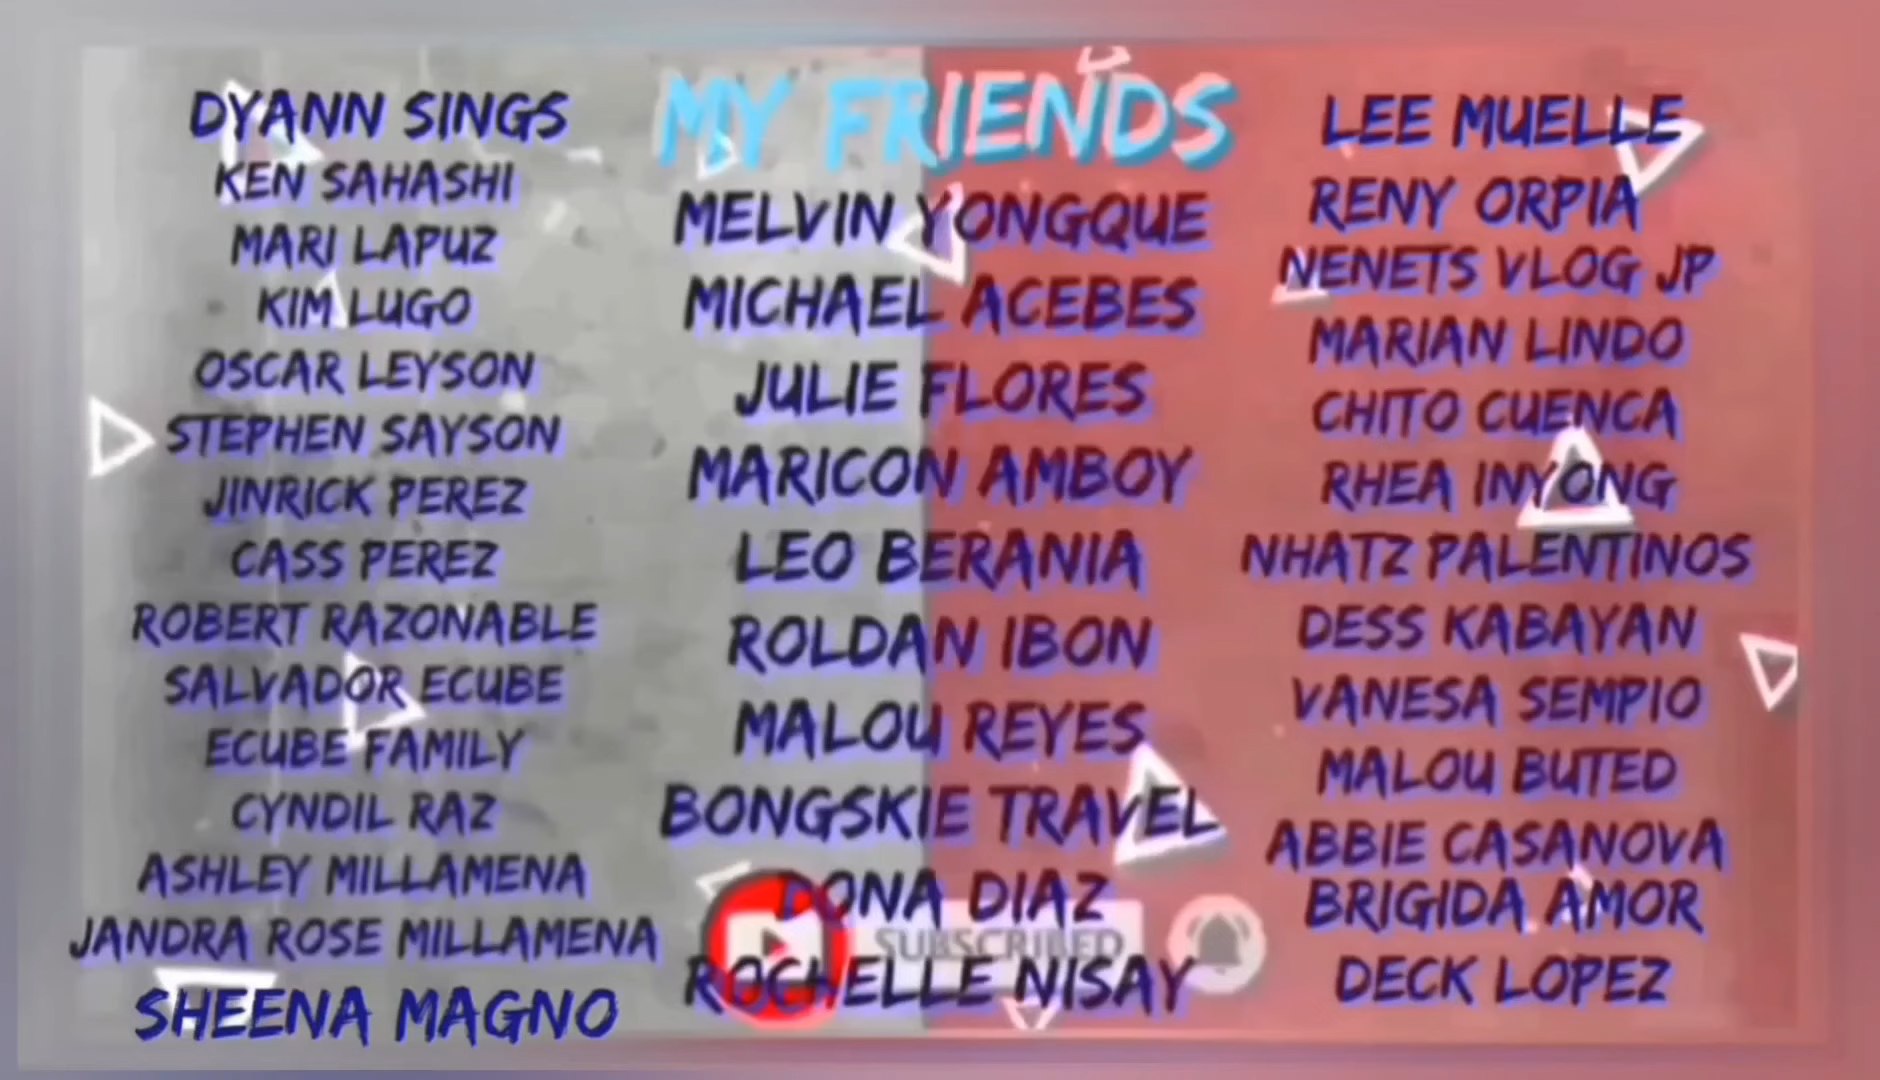 DYANN SINGS
KEN SAHASHI
MARI LAPUZ
KIM LUGO
OSCAR LEYSON
STEPHEN SAYSON
JINRICK PEREZ
CASS PEREZ
ROBERT RAZONABLE
SALVADOR ECUBE
ECUBE FAMILY
CYNDIL RAZ
ASHLEY MILLAMENA
JANDRA ROSE MILLAMENA
SHEENA MAGNO
MY FRIENDS
MELVIN YONGQUE
MICHAEL ACEBES
JULIE FLORES
MARICON AMBOY
LEO BERANIA
ROLDAN IBON
MALOU REYES
BONGSKIE TRAVEL
DONA DIAZ
SUBSCRIBED
ROCHELLE NISAY
LEE MUELLE
RENY ORPIA
NENETS VLOG JP
MARIAN LINDO
CHITO CUENCA
RHEA INYONG
NHATZ PALENTINOS
DESS KABAYAN
VANESA SEMPIO
MALOU BUTED
ABBIE CASANOVA
BRIGIDA AMOR
DECK LOPEZ